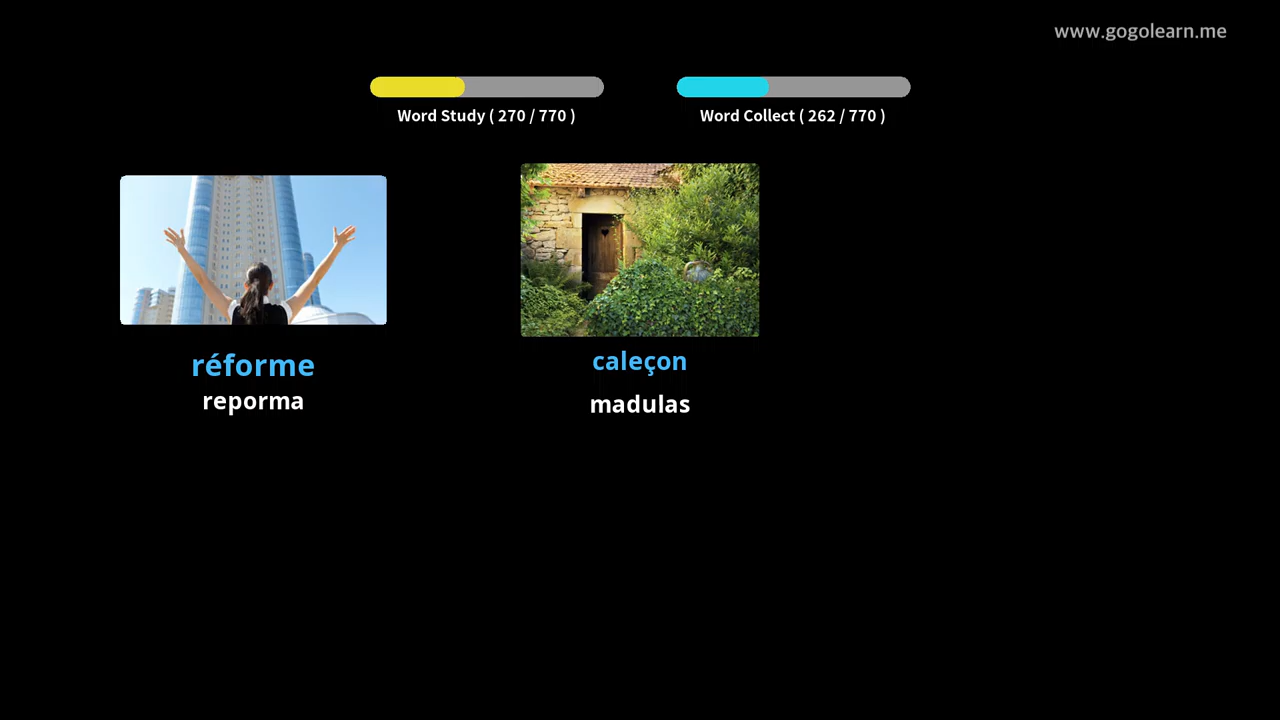 www.gogolearn.me
Word Study ( 270 / 770 )
Word Collect ( 262 / 770 )
réforme
reporma
caleçon
madulas